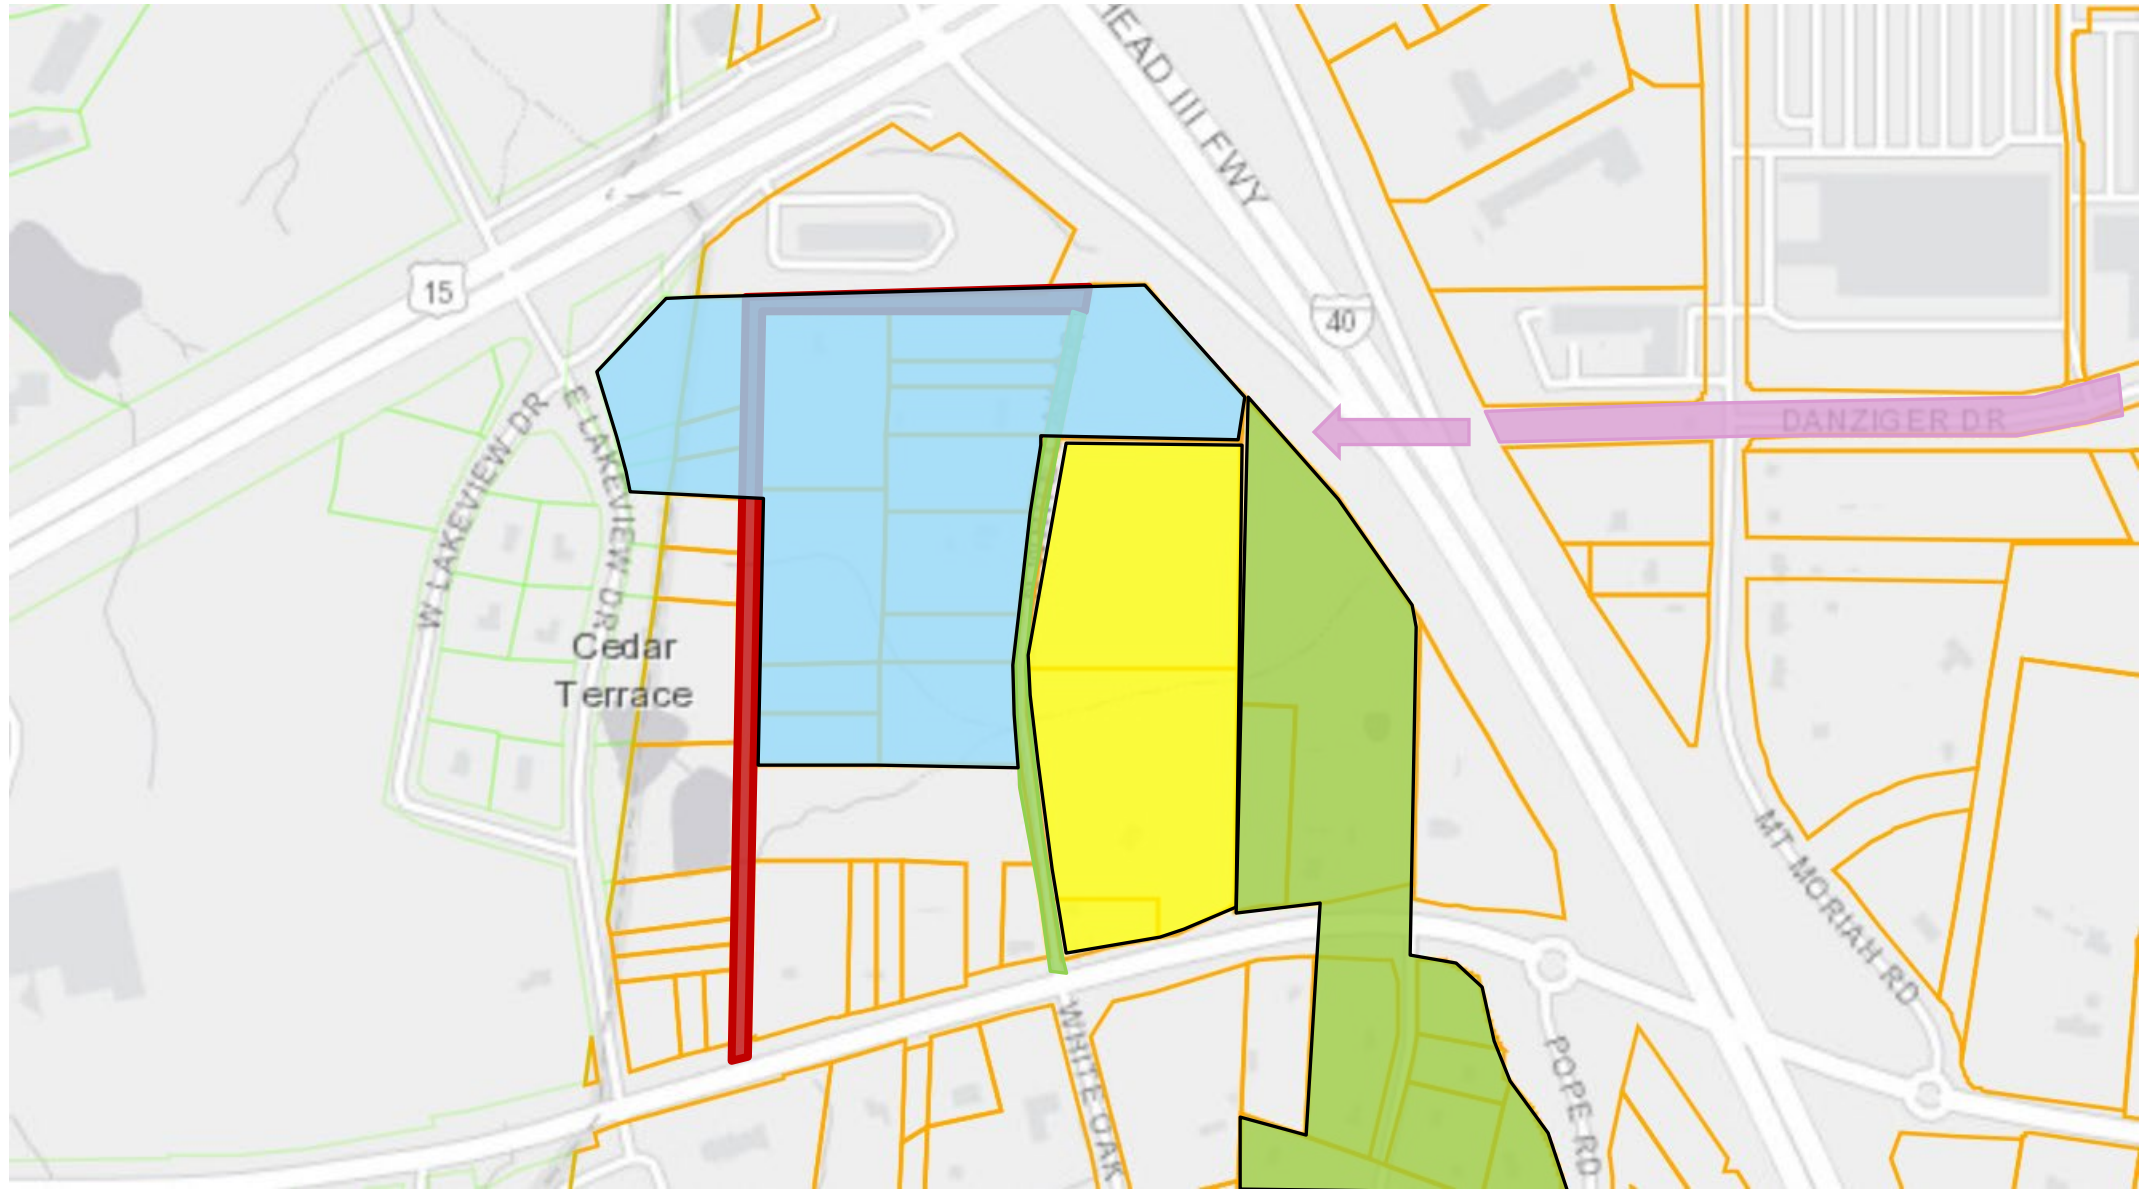 HEAD III FWY
15
40
DANZIGER DR
W LAKEVIEW DR
E LAKEVIEW DR
Cedar
Terrace
MT MORIAH RD
WHITE OAK
POPE RD